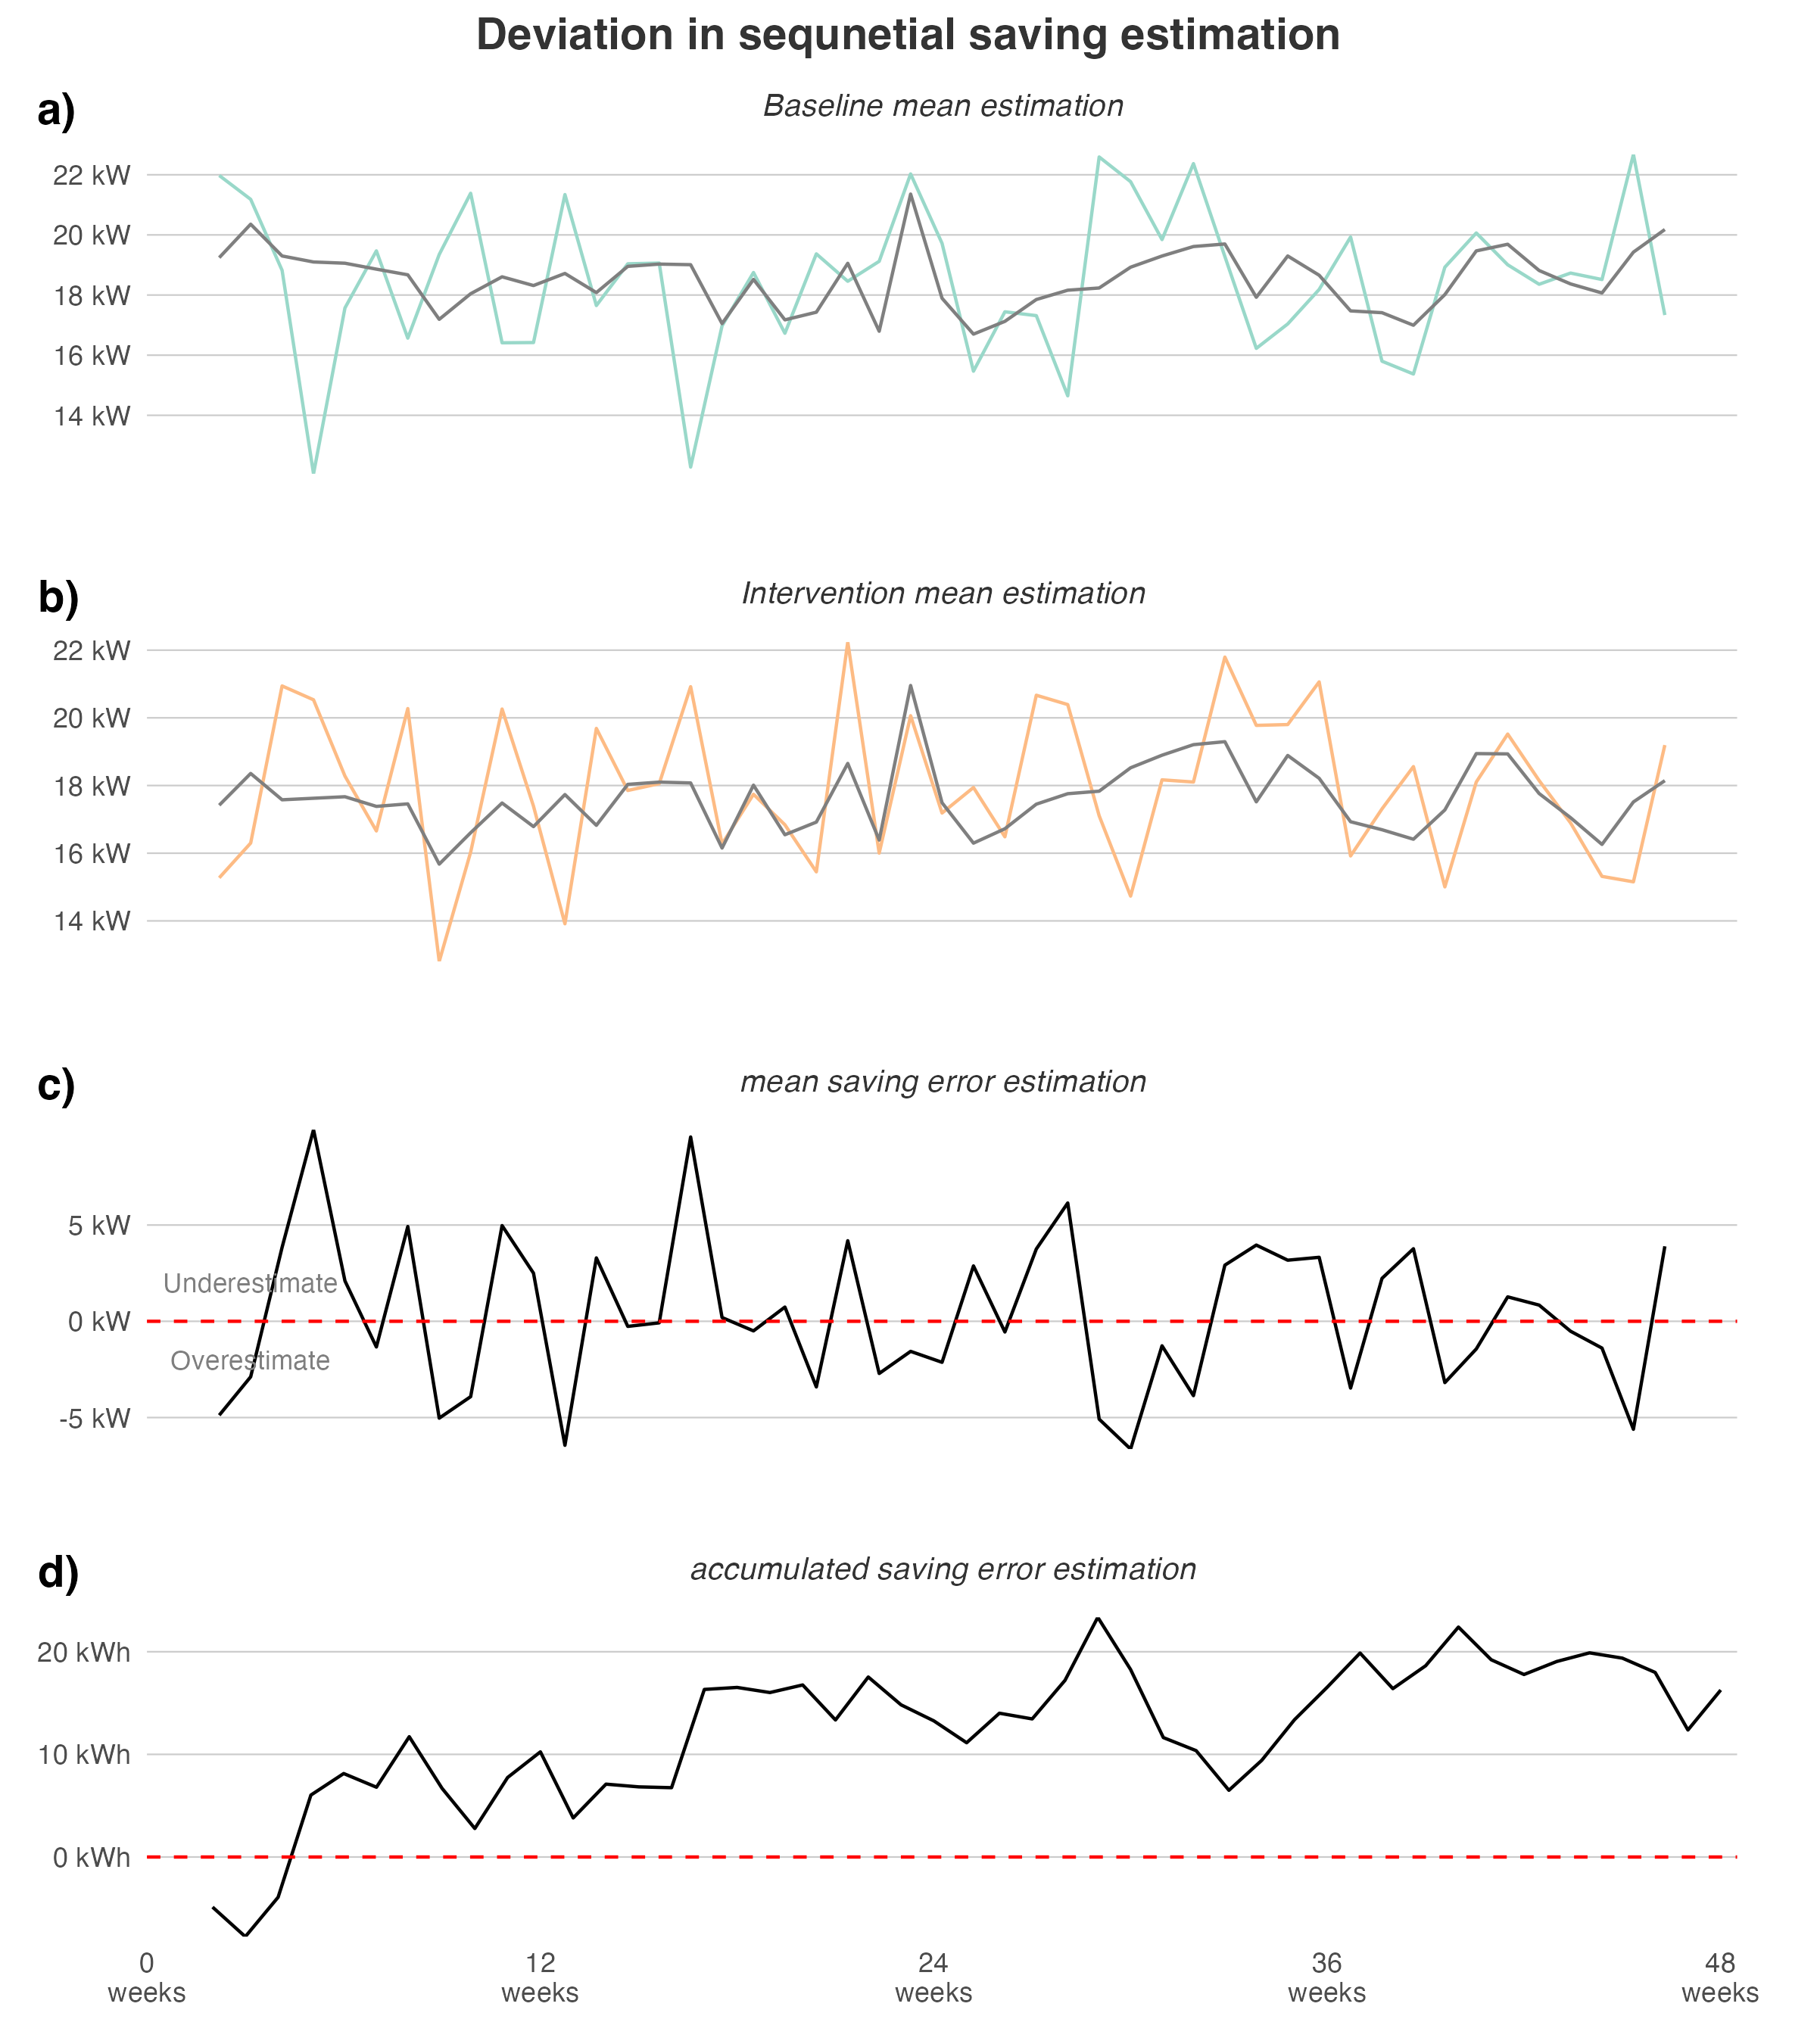 Deviation in sequnetial saving estimation
a)
Baseline mean estimation
22 kW
20 kW
18 kW
16 kW
14 kW
b)
Intervention mean estimation
22 kW
20 kW
18 kW
16 kW
14 kW
c)
mean saving error estimation
5 kW
Underestimate
0 kW
Overestimate
-5 kW
d)
accumulated saving error estimation
20 kWh
10 kWh
0 kWh
0 12 24 36 48
weeks weeks weeks weeks weeks